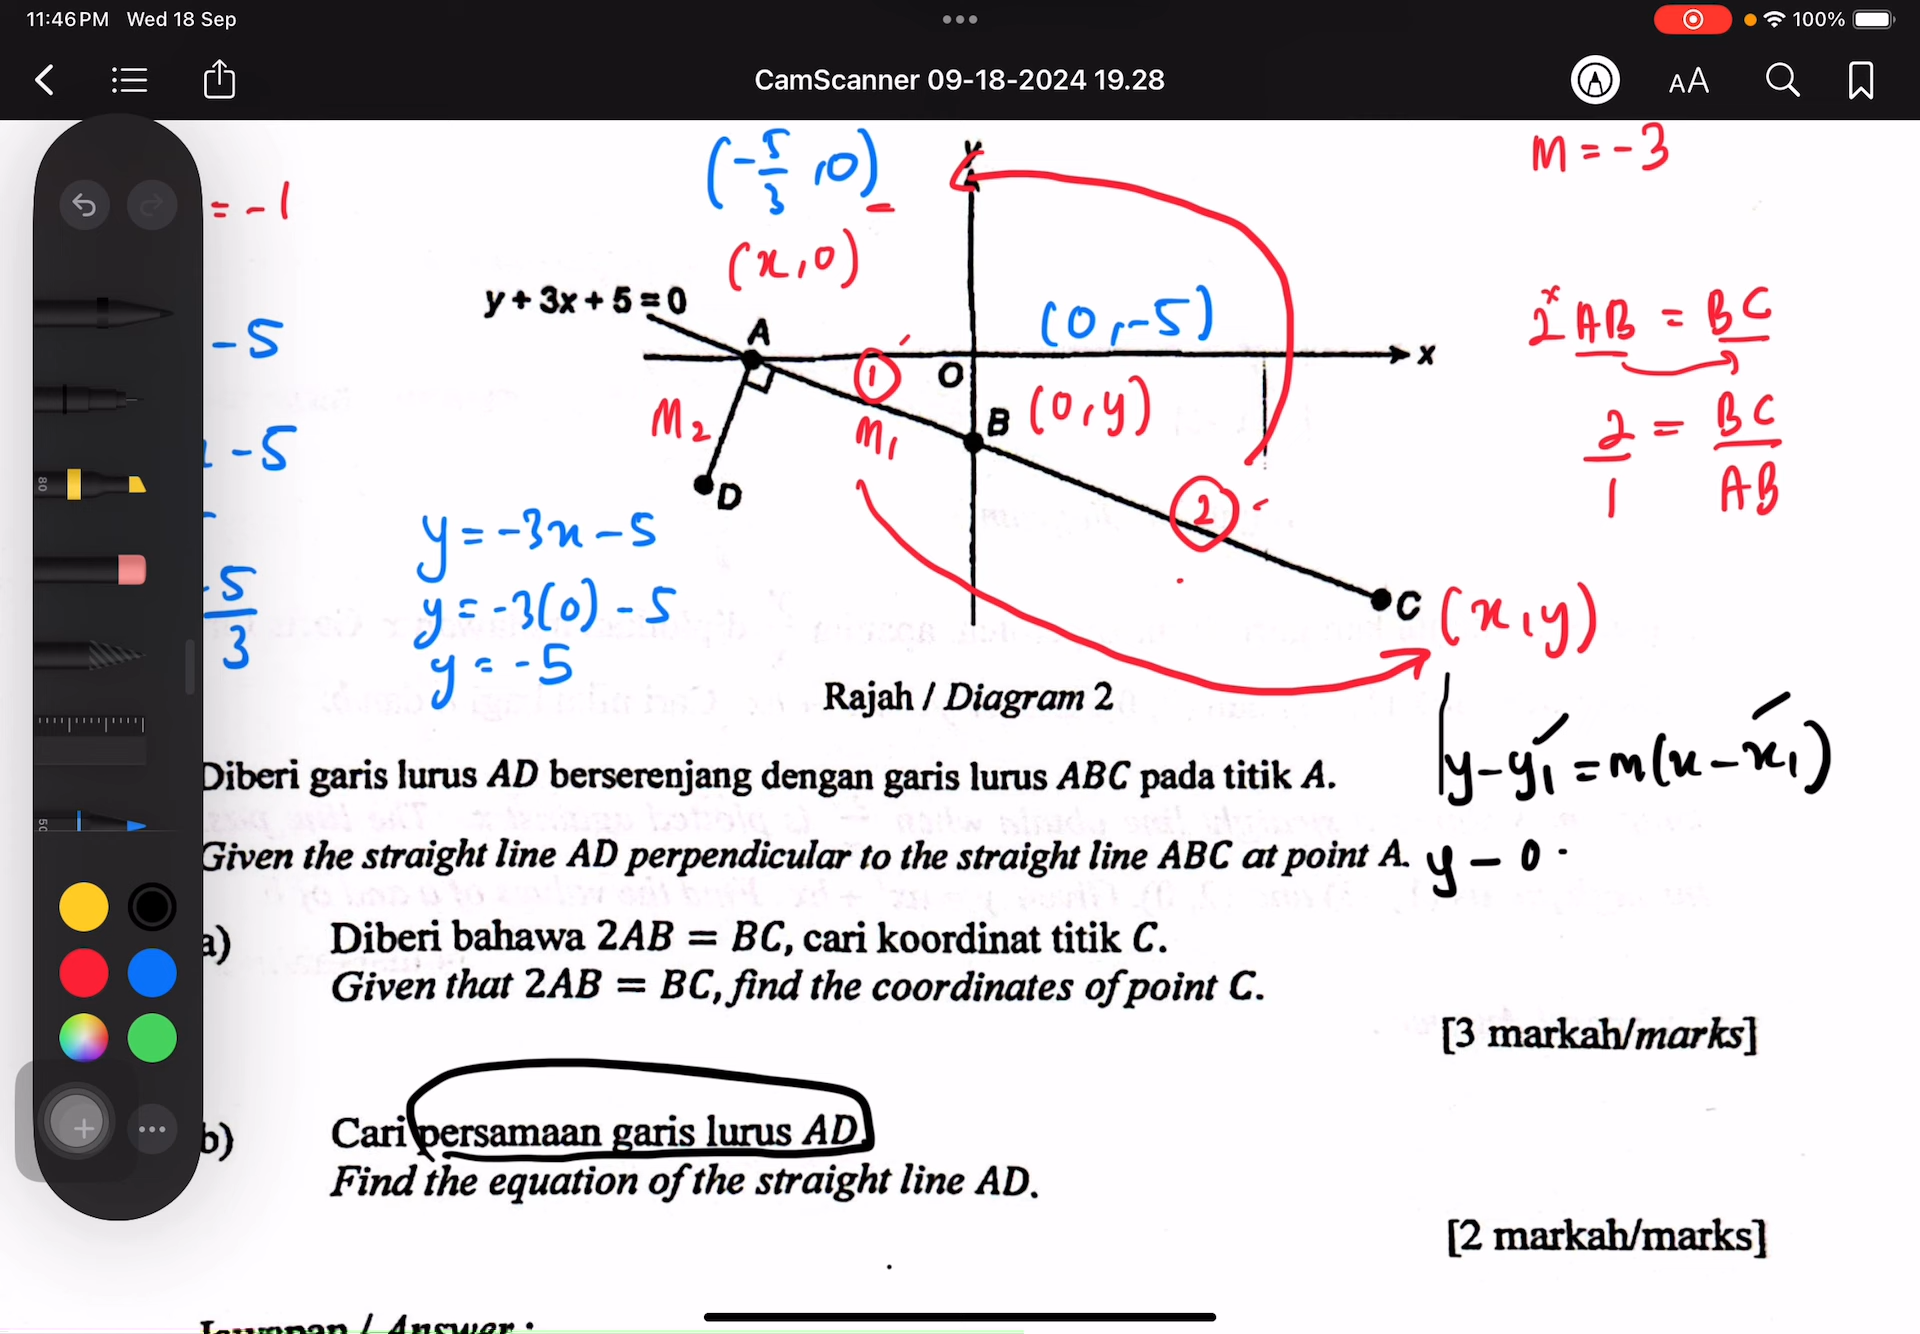 11:46 PM Wed 18 Sep
100%
CamScanner 09-18-2024 19.28
AA
= -1
(-5/3, 0)
(x, 0)
m = -3
y + 3x + 5 = 0
A
(0, -5)
x
O
-5
1
B (0, y)
m₂
m₁
D
2
C (x, y)
2 × AB = BC
2/1 = BC/AB
-5
-5/3
y = -3x - 5
y = -3(0) - 5
y = -5
Rajah / Diagram 2
y - y₁ = m(x - x₁)
y - 0
Diberi garis lurus AD berserenjang dengan garis lurus ABC pada titik A.
Given the straight line AD perpendicular to the straight line ABC at point A.
a) Diberi bahawa 2AB = BC, cari koordinat titik C.
Given that 2AB = BC, find the coordinates of point C.
[3 markah/marks]
b) Cari persamaan garis lurus AD.
Find the equation of the straight line AD.
[2 markah/marks]
/ Answer :
80
50